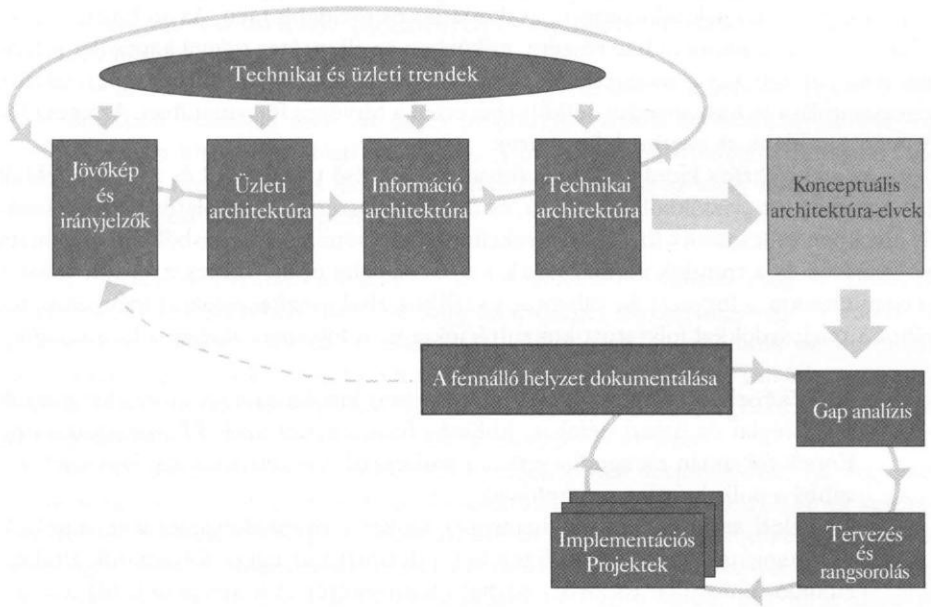 Technikai és üzleti trendek
Jövőkép
és
irányjelzők
Üzleti
architektúra
Információ
architektúra
Technikai
architektúra
Konceptuális
architektúra-elvek
A fennálló helyzet dokumentálása
Gap analízis
Implementációs
Projektek
Tervezés
és
rangsorolás